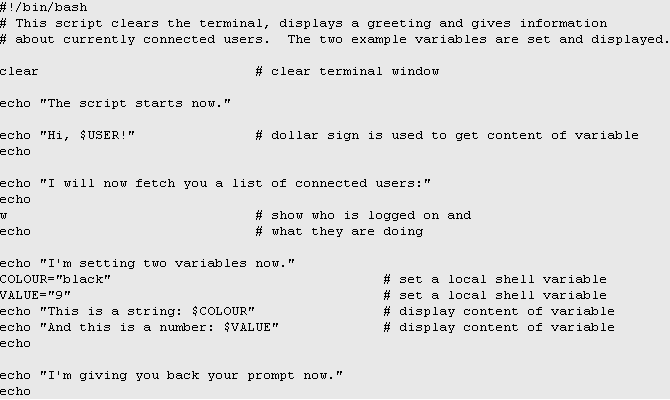 #!/bin/bash
# This script clears the terminal, displays a greeting and gives information
# about currently connected users.  The two example variables are set and displayed.
clear                           # clear terminal window
echo "The script starts now."
echo "Hi, $USER!"               # dollar sign is used to get content of variable
echo
echo "I will now fetch you a list of connected users:"
echo
w                               # show who is logged on and
echo                            # what they are doing
echo "I'm setting two variables now."
COLOUR="black"                                  # set a local shell variable
VALUE="9"                                       # set a local shell variable
echo "This is a string: $COLOUR"                # display content of variable
echo "And this is a number: $VALUE"             # display content of variable
echo
echo "I'm giving you back your prompt now."
echo